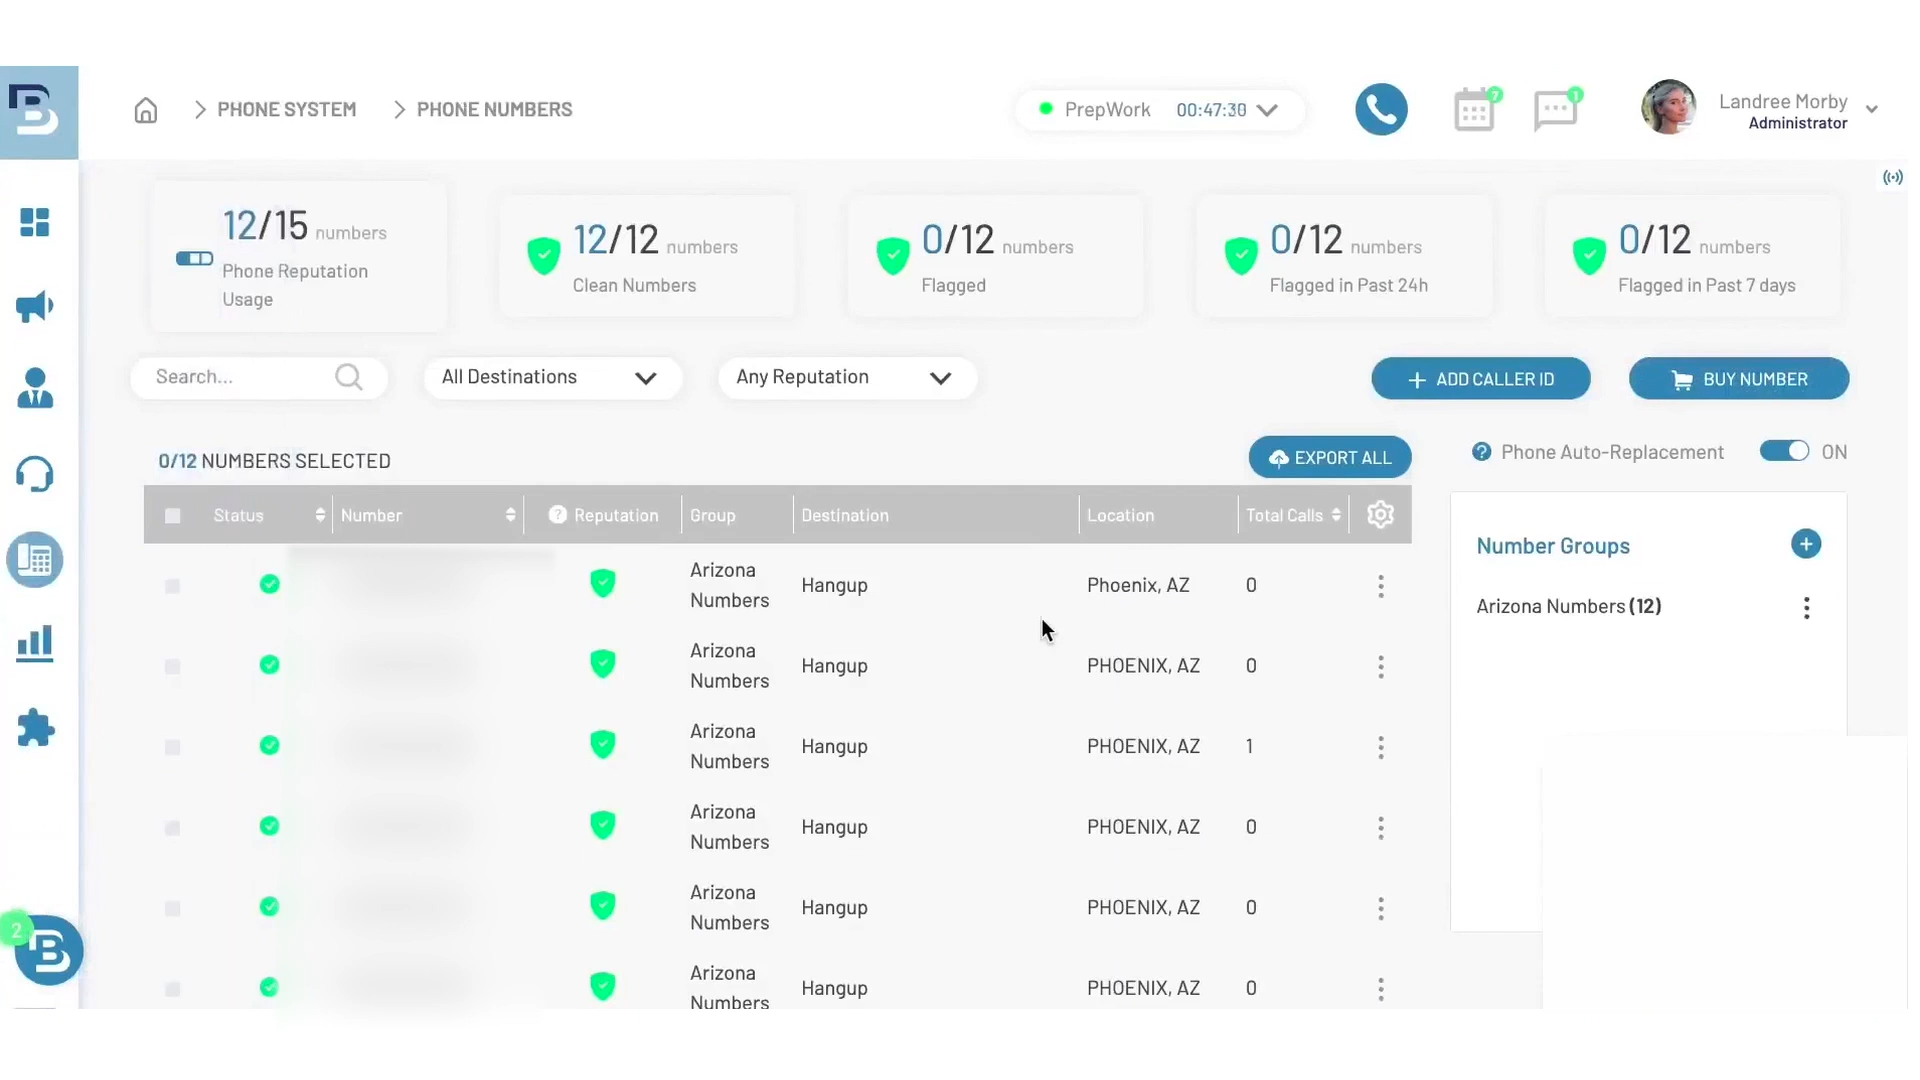 B
PHONE SYSTEM
PHONE NUMBERS
PrepWork 00:47:30
7
1
Landree Morby
Administrator
12/15 numbers
Phone Reputation
Usage
12/12 numbers
Clean Numbers
0/12 numbers
Flagged
0/12 numbers
Flagged in Past 24h
0/12 numbers
Flagged in Past 7 days
Search...
All Destinations
Any Reputation
+ ADD CALLER ID
BUY NUMBER
0/12 NUMBERS SELECTED
EXPORT ALL
? Phone Auto-Replacement ON
Status
Number
? Reputation
Group
Destination
Location
Total Calls
Arizona
Numbers
Hangup
Phoenix, AZ
0
Arizona
Numbers
Hangup
PHOENIX, AZ
0
Arizona
Numbers
Hangup
PHOENIX, AZ
1
Arizona
Numbers
Hangup
PHOENIX, AZ
0
Arizona
Numbers
Hangup
PHOENIX, AZ
0
Arizona
Numbers
Hangup
PHOENIX, AZ
0
Number Groups
Arizona Numbers (12)
2
B